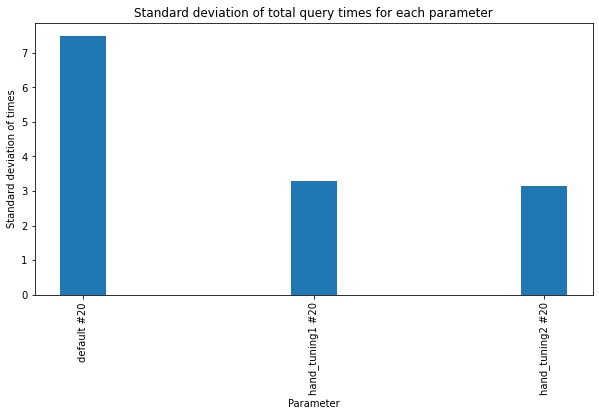 Standard deviation of total query times for each parameter
Standard deviation of times
7
6
5
4
3
2
1
0
default #20
hand_tuning1 #20
hand_tuning2 #20
Parameter